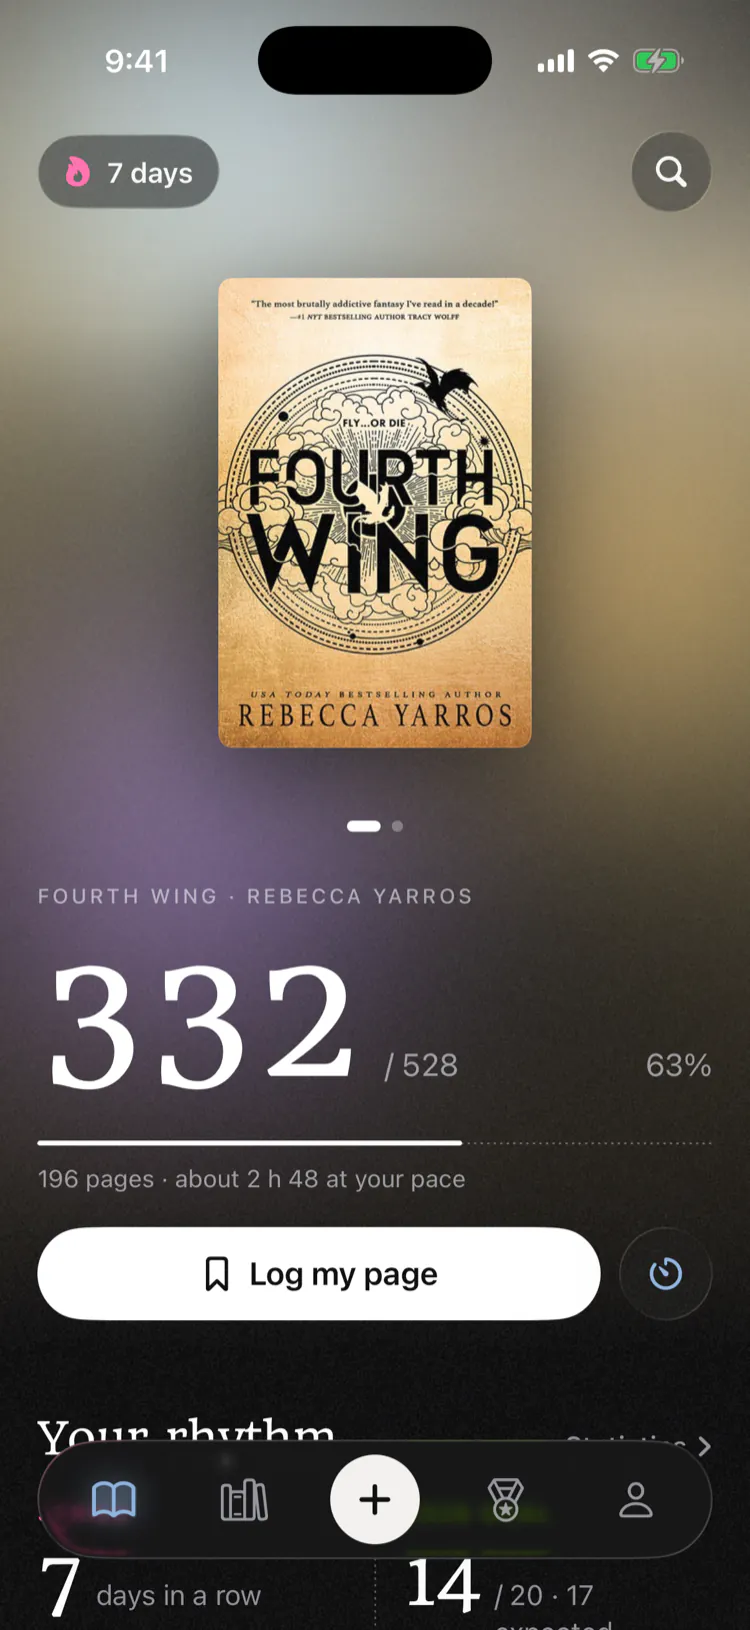 9:41
7 days
"The most brutally addictive fantasy I've read in a decade!"
—#1 NYT BESTSELLING AUTHOR TRACY WOLFF
FLY...OR DIE
FOURTH
WING
USA TODAY BESTSELLING AUTHOR
REBECCA YARROS
FOURTH WING · REBECCA YARROS
332 / 528 63%
196 pages · about 2 h 48 at your pace
Log my page
Your rhythm Statistics
7 days in a row
14 / 20 · 17
expected